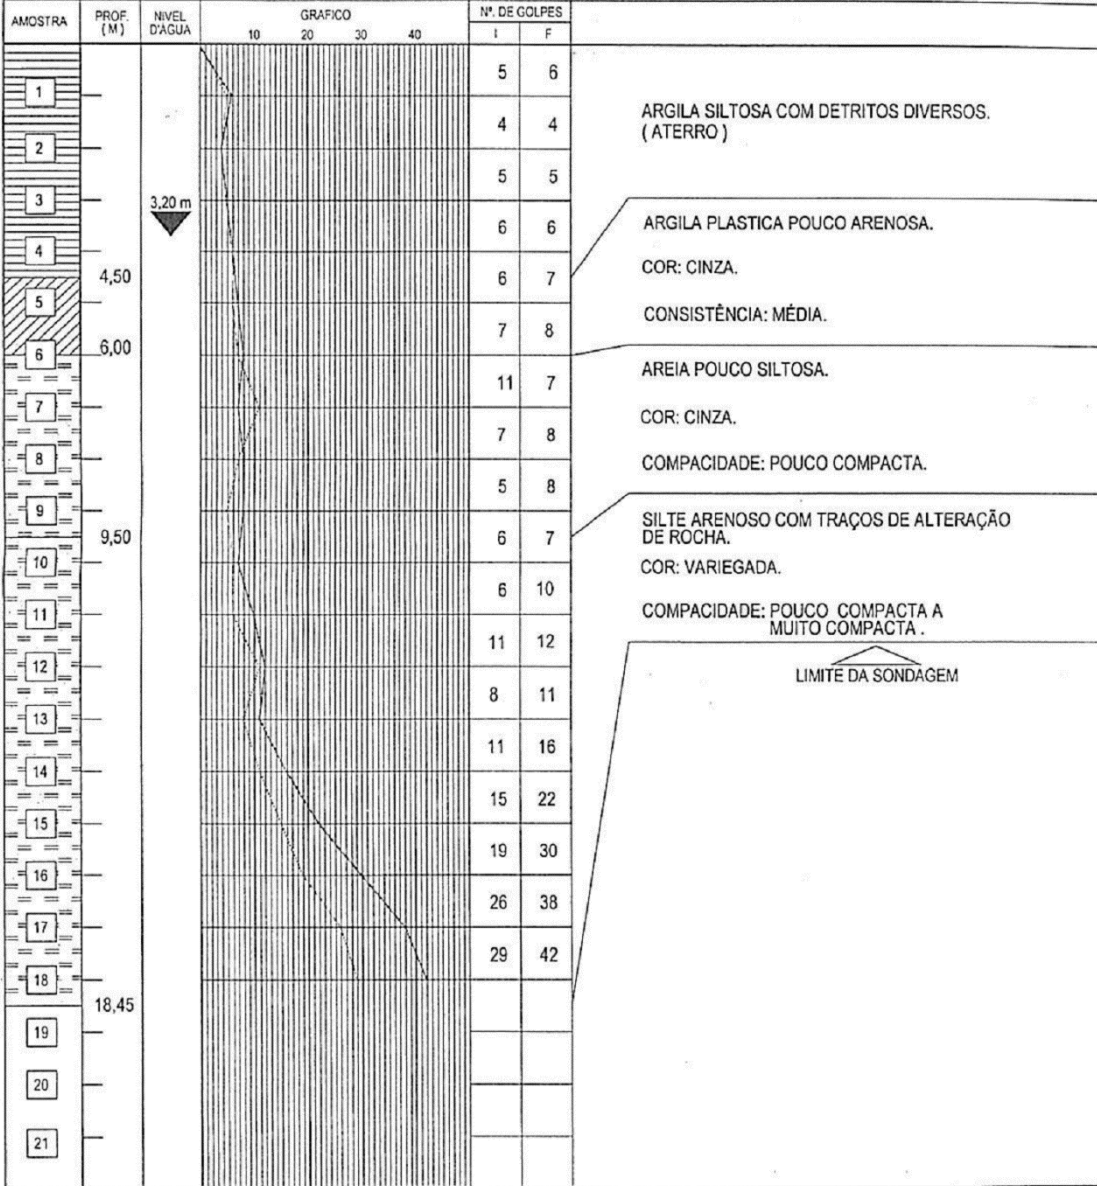 AMOSTRA PROF. (M) NIVEL D'AGUA GRAFICO Nº. DE GOLPES
10 20 30 40 I F
5 6
1
ARGILA SILTOSA COM DETRITOS DIVERSOS.
4 4
( ATERRO )
2
5 5
3 3,20 m
6 6 ARGILA PLASTICA POUCO ARENOSA.
4
4,50 6 7 COR: CINZA.
5
CONSISTÊNCIA: MÉDIA.
7 8
6 6,00
AREIA POUCO SILTOSA.
11 7
7
COR: CINZA.
7 8
8 COMPACIDADE: POUCO COMPACTA.
5 8
9
SILTE ARENOSO COM TRAÇOS DE ALTERAÇÃO
9,50 6 7 DE ROCHA.
10 COR: VARIEGADA.
6 10
11 COMPACIDADE: POUCO COMPACTA A
MUITO COMPACTA .
11 12
12 LIMITE DA SONDAGEM
8 11
13
11 16
14
15 22
15
19 30
16
26 38
17
29 42
18
18,45
19
20
21